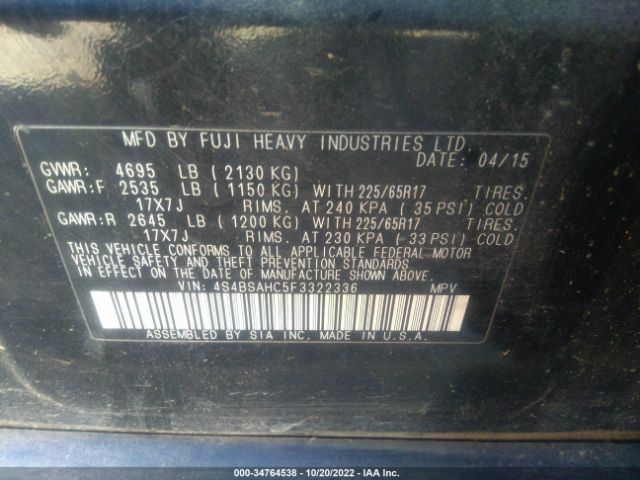 MFD BY FUJI HEAVY INDUSTRIES LTD.
DATE: 04/15
GVWR: 4695 LB ( 2130 KG)
GAWR:F 2535 LB ( 1150 KG) WITH 225/65R17 TIRES
17X7J RIMS. AT 240 KPA ( 35 PSI) COLD
GAWR:R 2645 LB ( 1200 KG) WITH 225/65R17 TIRES.
17X7J RIMS. AT 230 KPA ( 33 PSI) COLD
THIS VEHICLE CONFORMS TO ALL APPLICABLE FEDERAL MOTOR
VEHICLE SAFETY AND THEFT PREVENTION STANDARDS
IN EFFECT ON THE DATE OF MANUFACTURE SHOWN ABOVE.
VIN: 4S4BSAHC5F3322336 MPV
ASSEMBLED BY SIA INC. MADE IN U.S.A.
000-34764538 - 10/20/2022 - IAA Inc.